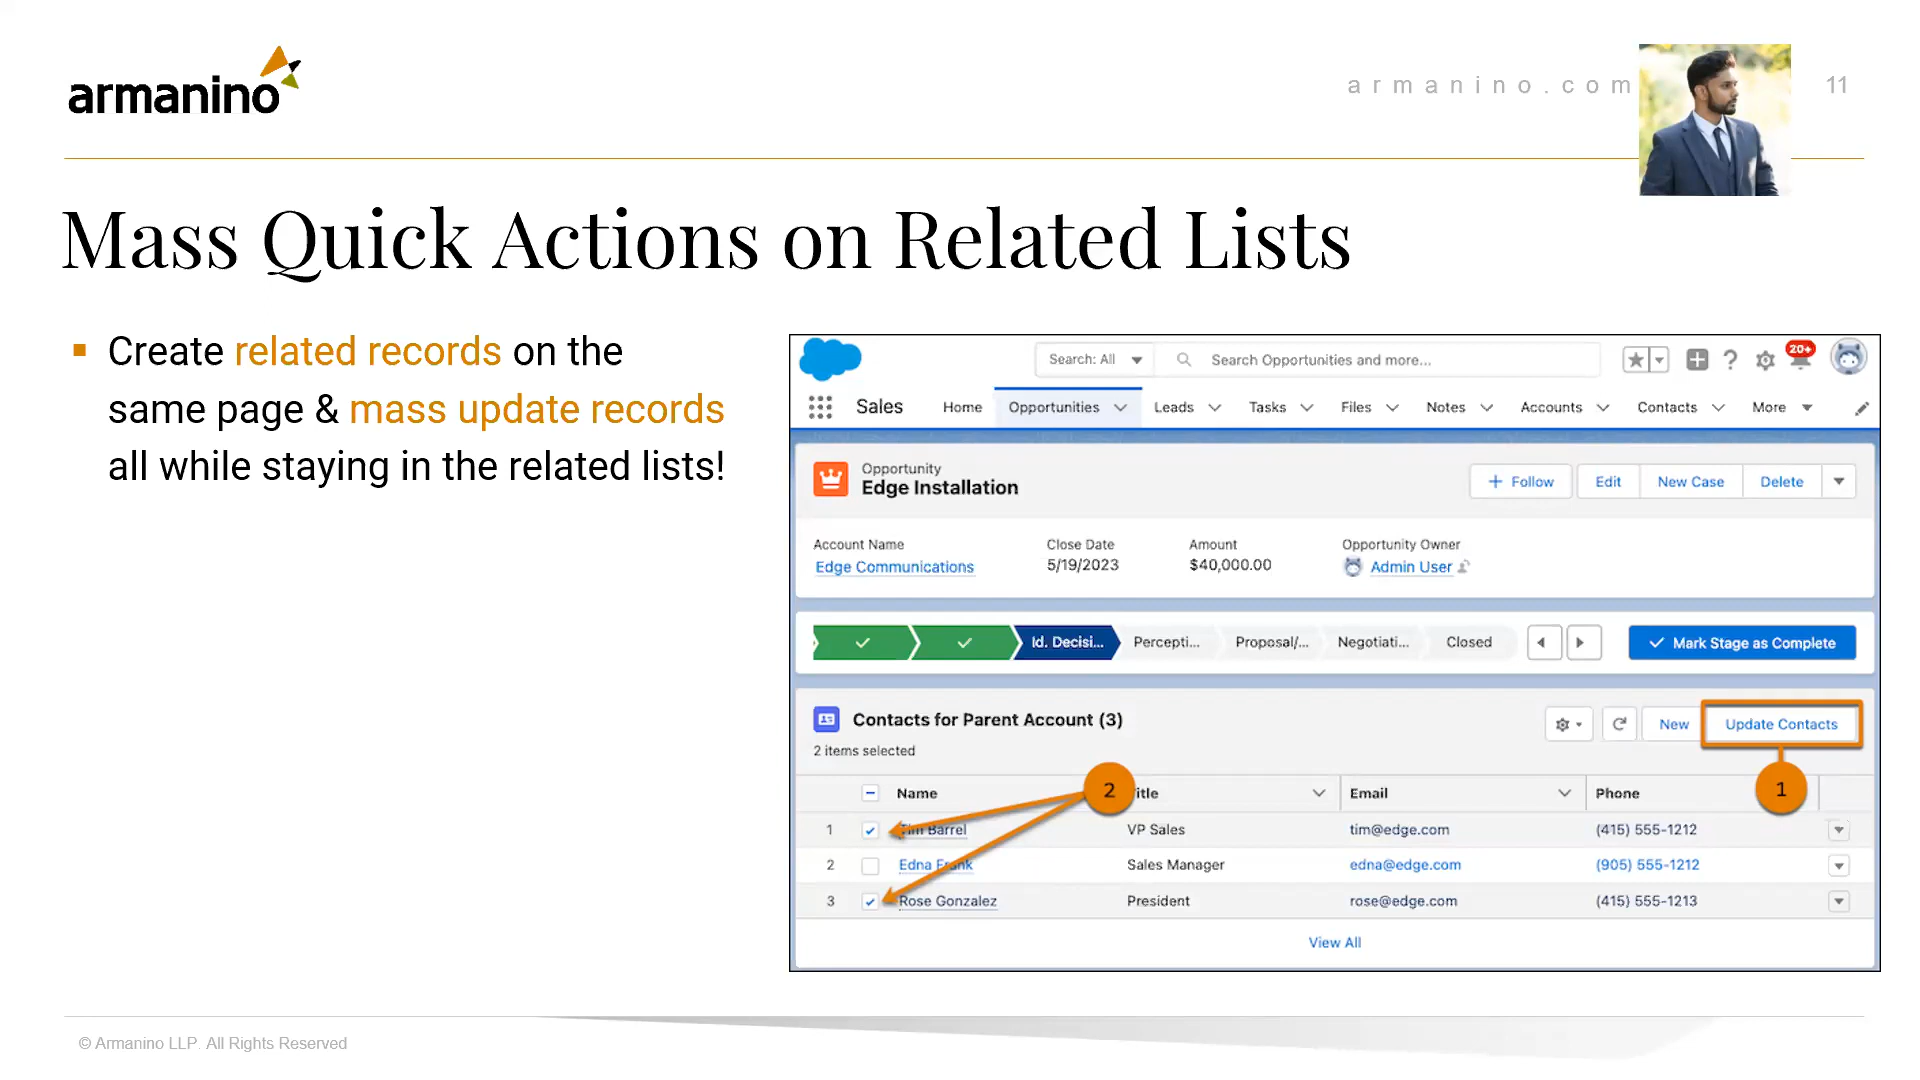 armanino
armanino.com
11
Mass Quick Actions on Related Lists
Create related records on the
same page & mass update records
all while staying in the related lists!
Search: All
Search Opportunities and more...
20+
Sales
Home
Opportunities
Leads
Tasks
Files
Notes
Accounts
Contacts
More
Opportunity
Edge Installation
Follow
Edit
New Case
Delete
Account Name
Close Date
Amount
Opportunity Owner
Edge Communications
5/19/2023
$40,000.00
Admin User
Id. Decisi...
Percepti...
Proposal/...
Negotiati...
Closed
Mark Stage as Complete
Contacts for Parent Account (3)
2 items selected
New
Update Contacts
1
2
Name
itle
Email
Phone
1
Tim Barrel
VP Sales
tim@edge.com
(415) 555-1212
2
Edna Frank
Sales Manager
edna@edge.com
(905) 555-1212
3
Rose Gonzalez
President
rose@edge.com
(415) 555-1213
View All
© Armanino LLP. All Rights Reserved